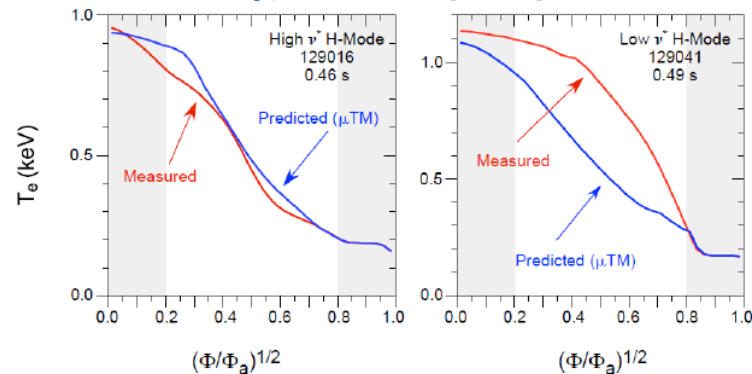 1.0
High ν* H-Mode
129016
0.46 s
Predicted (μTM)
0.5
Measured
Te (keV)
0.0
0.0 0.2 0.4 0.6 0.8 1.0
(Φ/Φa)1/2
Low ν* H-Mode
129041
0.49 s
1.0
Measured
0.5
Predicted (μTM)
0.0
0.0 0.2 0.4 0.6 0.8 1.0
(Φ/Φa)1/2